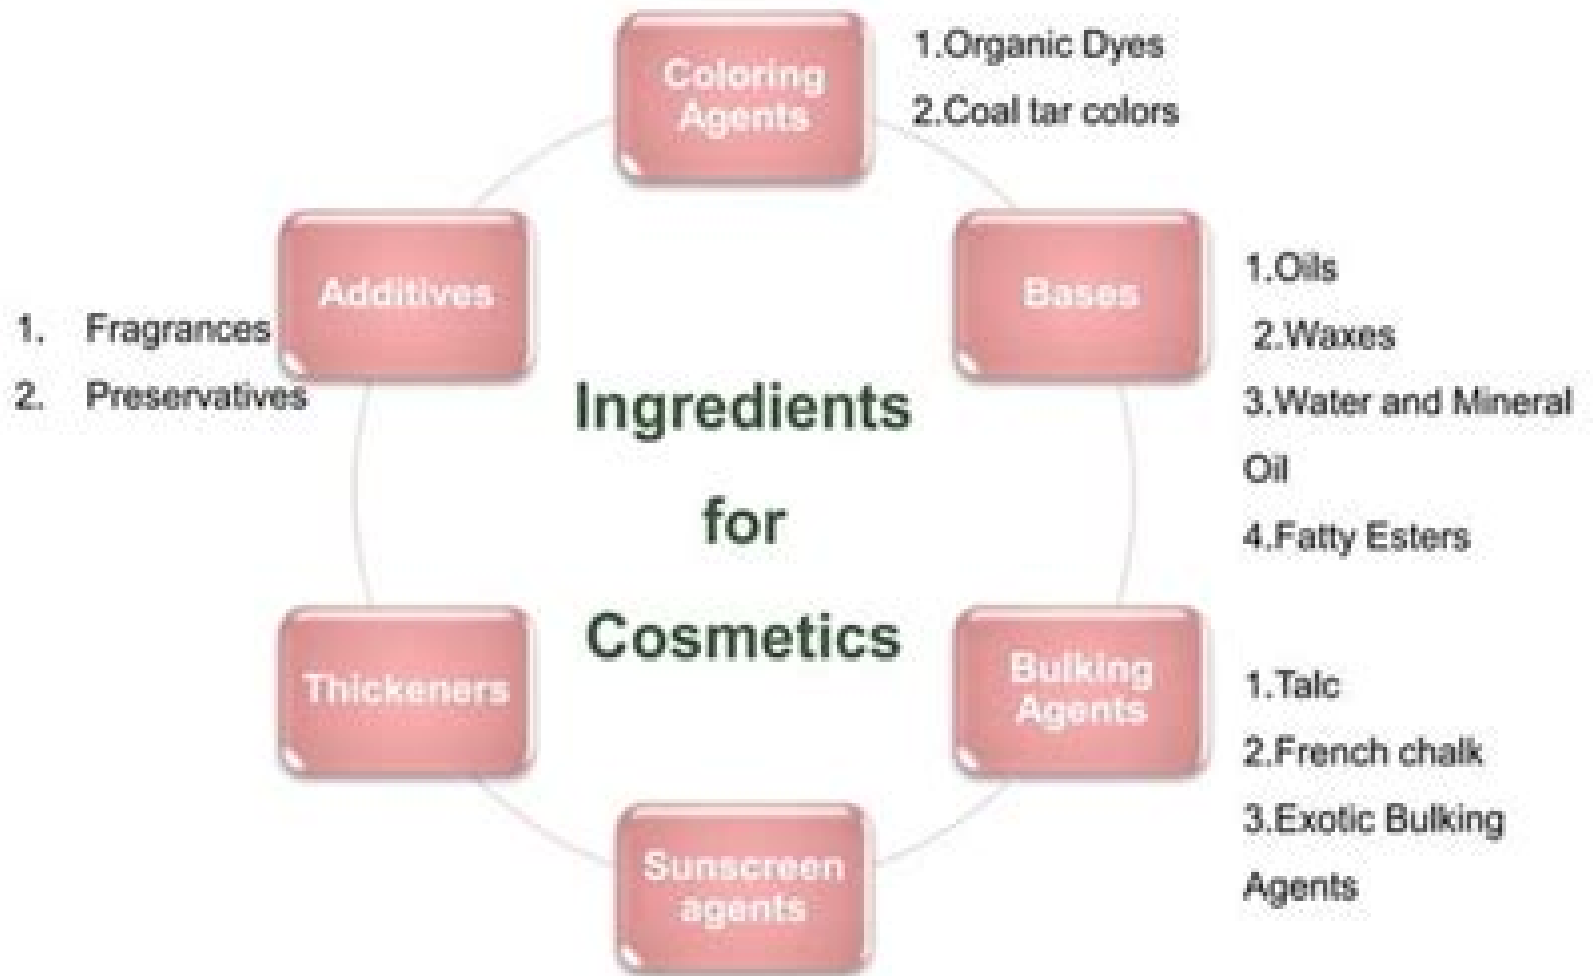 Coloring
Agents
1.Organic Dyes
2.Coal tar colors
Bases
1.Oils
2.Waxes
3.Water and Mineral
Oil
4.Fatty Esters
Bulking
Agents
1.Talc
2.French chalk
3.Exotic Bulking
Agents
Sunscreen
agents
Thickeners
Additives
1. Fragrances
2. Preservatives
Ingredients
for
Cosmetics